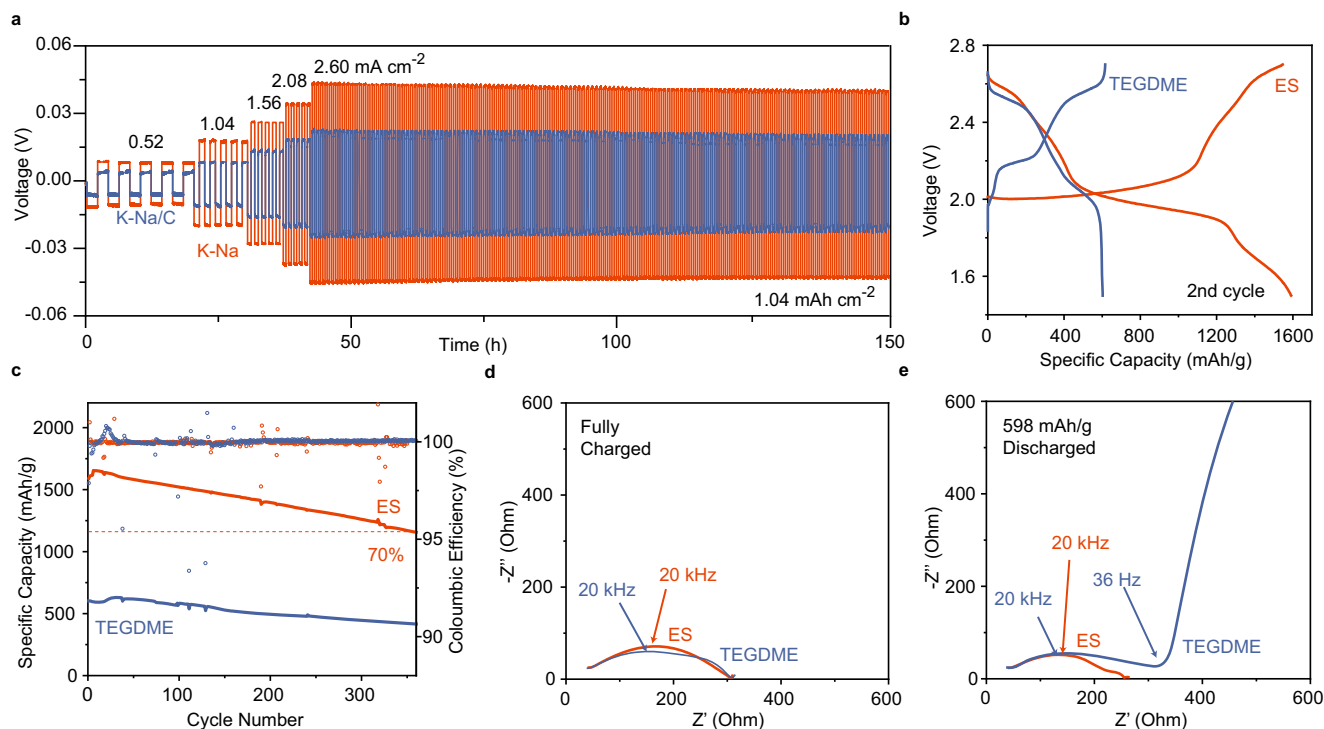 a
0.06
0.03
0.00
-0.03
-0.06
Voltage (V)
0.52
1.04
1.56
2.08
2.60 mA cm-2
K-Na/C
K-Na
1.04 mAh cm-2
0
50
100
150
Time (h)
b
2.8
2.4
2.0
1.6
Voltage (V)
TEGDME
ES
2nd cycle
0
400
800
1200
1600
Specific Capacity (mAh/g)
c
2000
1500
1000
500
0
Specific Capacity (mAh/g)
ES
70%
TEGDME
100
95
90
Coloumbic Efficiency (%)
0
100
200
300
Cycle Number
d
600
400
200
0
-Z'' (Ohm)
Fully
Charged
20 kHz
20 kHz
ES
TEGDME
0
200
400
600
Z' (Ohm)
e
600
400
200
0
-Z'' (Ohm)
598 mAh/g
Discharged
20 kHz
20 kHz
36 Hz
ES
TEGDME
0
200
400
600
Z' (Ohm)